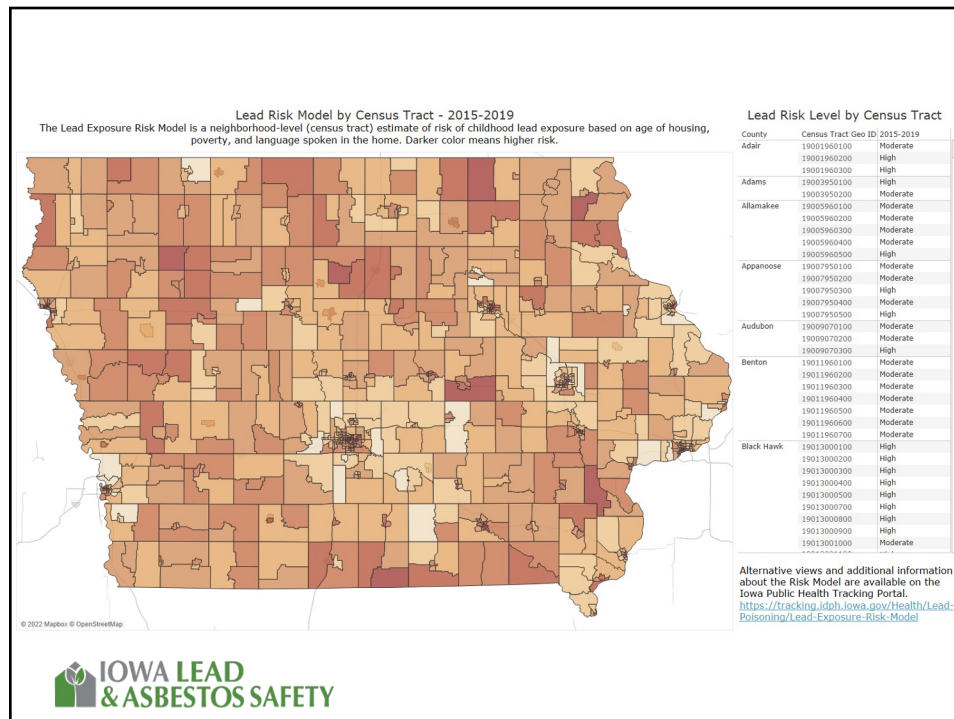 Lead Risk Model by Census Tract - 2015-2019
The Lead Exposure Risk Model is a neighborhood-level (census tract) estimate of risk of childhood lead exposure based on age of housing,
poverty, and language spoken in the home. Darker color means higher risk.
© 2022 Mapbox © OpenStreetMap
Lead Risk Level by Census Tract
County Census Tract Geo ID 2015-2019
Adair 19001960100 Moderate
19001960200 High
19001960300 High
Adams 19003950100 High
19003950200 Moderate
Allamakee 19005960100 Moderate
19005960200 Moderate
19005960300 Moderate
19005960400 Moderate
19005960500 High
Appanoose 19007950100 Moderate
19007950200 Moderate
19007950300 High
19007950400 Moderate
19007950500 High
Audubon 19009070100 Moderate
19009070200 Moderate
19009070300 High
Benton 19011960100 Moderate
19011960200 Moderate
19011960300 Moderate
19011960400 Moderate
19011960500 Moderate
19011960600 Moderate
19011960700 Moderate
Black Hawk 19013000100 High
19013000200 High
19013000300 High
19013000400 High
19013000500 High
19013000700 High
19013000800 High
19013000900 High
19013001000 Moderate
Alternative views and additional information
about the Risk Model are available on the
Iowa Public Health Tracking Portal.
https://tracking.idph.iowa.gov/Health/Lead-
Poisoning/Lead-Exposure-Risk-Model
IOWA LEAD
& ASBESTOS SAFETY